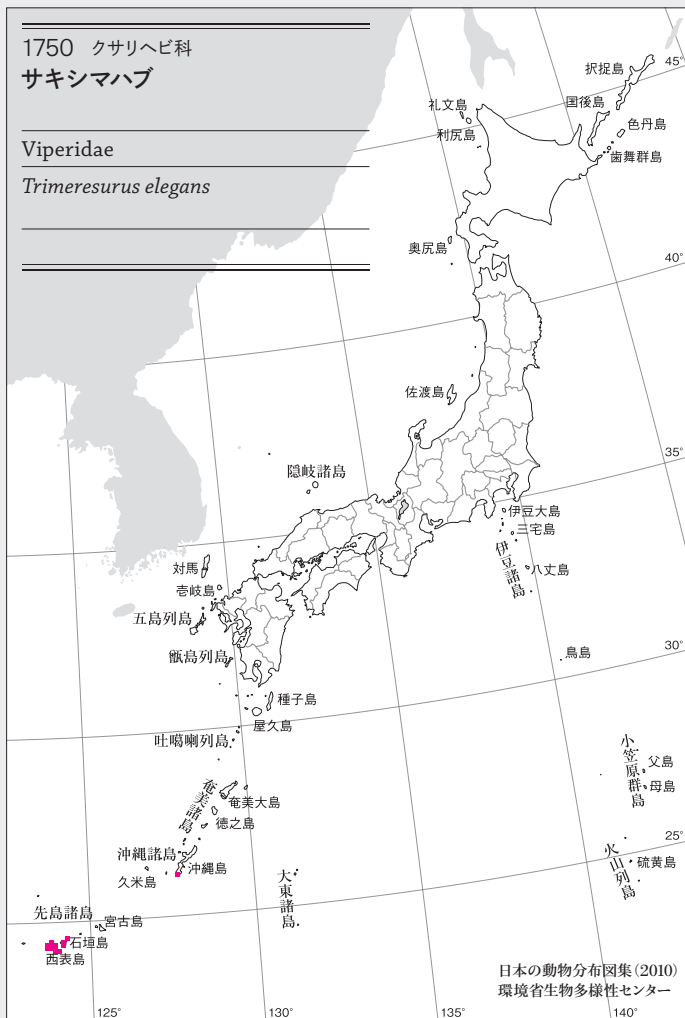 1750 クサリヘビ科
サキシマハブ
Viperidae
Trimeresurus elegans
択捉島
45°
国後島
礼文島
色丹島
利尻島
歯舞群島
奥尻島
40°
佐渡島
35°
隠岐諸島
伊豆大島
三宅島
伊豆諸島
八丈島
対馬
壱岐島
五島列島
甑島列島
鳥島
30°
種子島
屋久島
吐噶喇列島
小笠原群島
父島
母島
奄美諸島
奄美大島
徳之島
25°
沖縄諸島
沖縄島
久米島
大東諸島
火山列島
硫黄島
先島諸島
宮古島
石垣島
西表島
日本の動物分布図集(2010)
環境省生物多様性センター
125°
130°
135°
140°